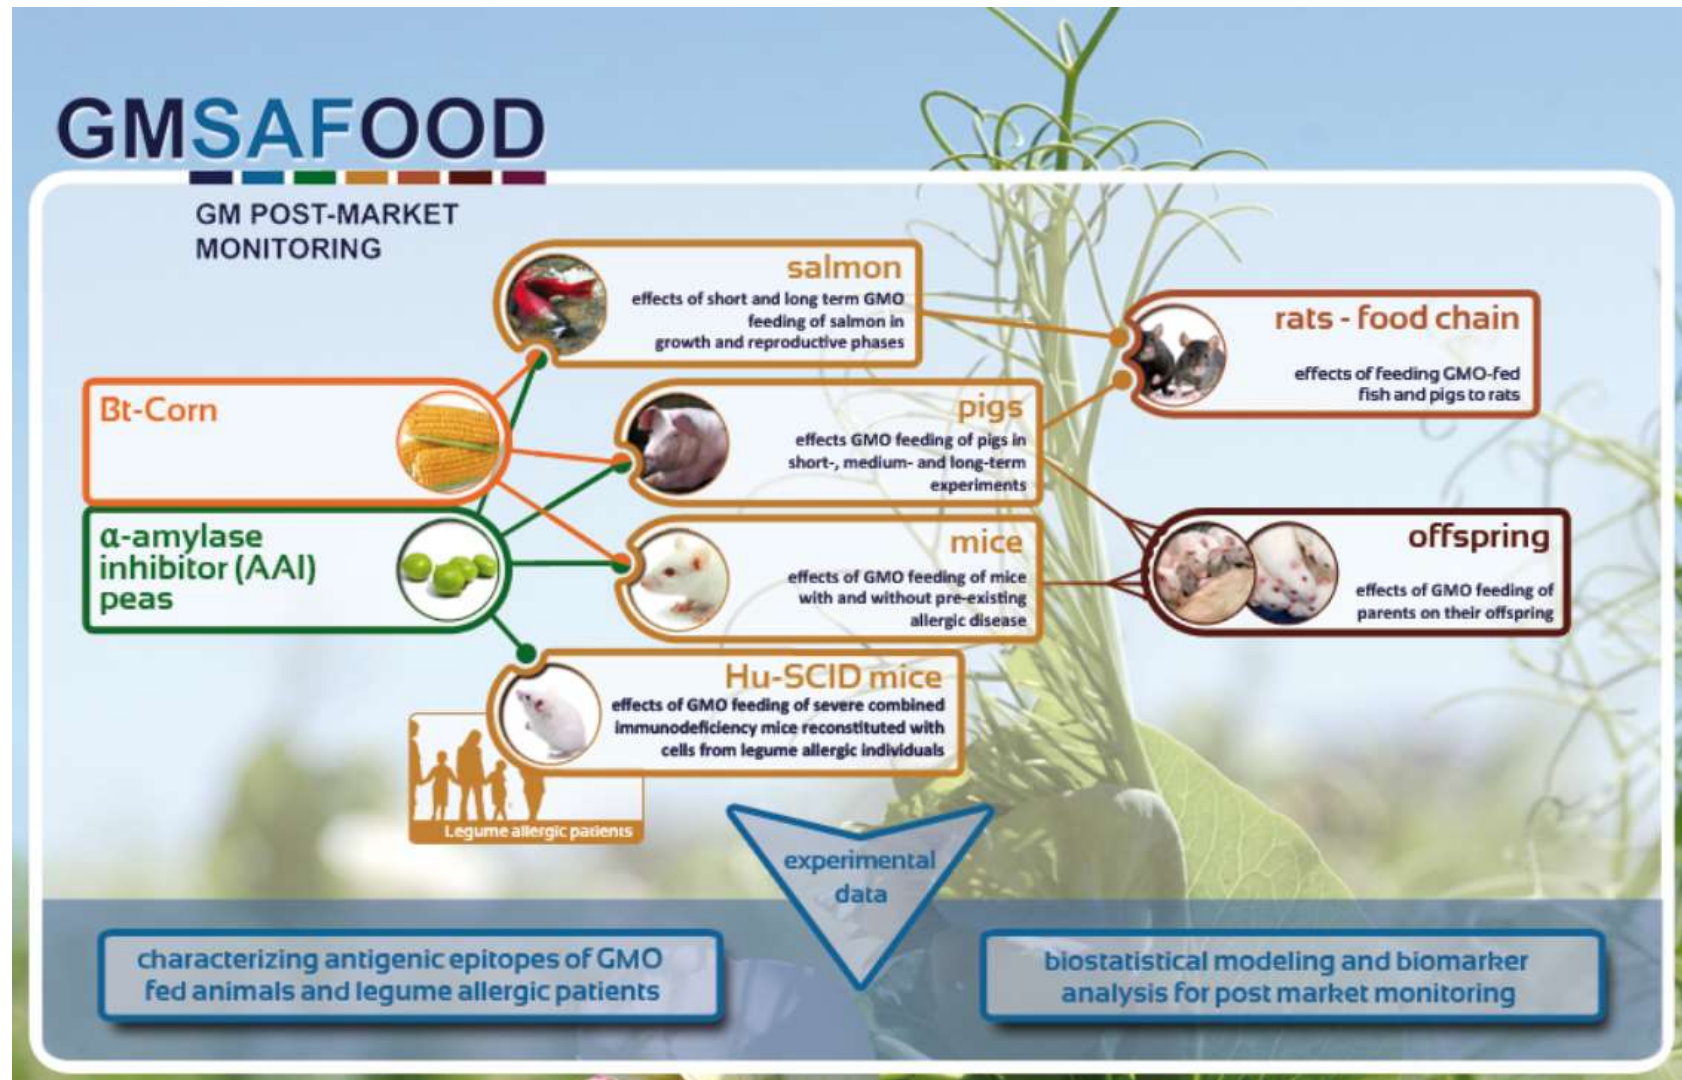 GMSAFOOD
GM POST-MARKET
MONITORING
salmon
effects of short and long term GMO
feeding of salmon in
growth and reproductive phases
rats - food chain
effects of feeding GMO-fed
fish and pigs to rats
Bt-Corn
pigs
effects GMO feeding of pigs in
short-, medium- and long-term
experiments
α-amylase
inhibitor (AAI)
peas
mice
effects of GMO feeding of mice
with and without pre-existing
allergic disease
offspring
effects of GMO feeding of
parents on their offspring
Hu-SCID mice
effects of GMO feeding of severe combined
immunodeficiency mice reconstituted with
cells from legume allergic individuals
Legume allergic patients
experimental
data
characterizing antigenic epitopes of GMO
fed animals and legume allergic patients
biostatistical modeling and biomarker
analysis for post market monitoring